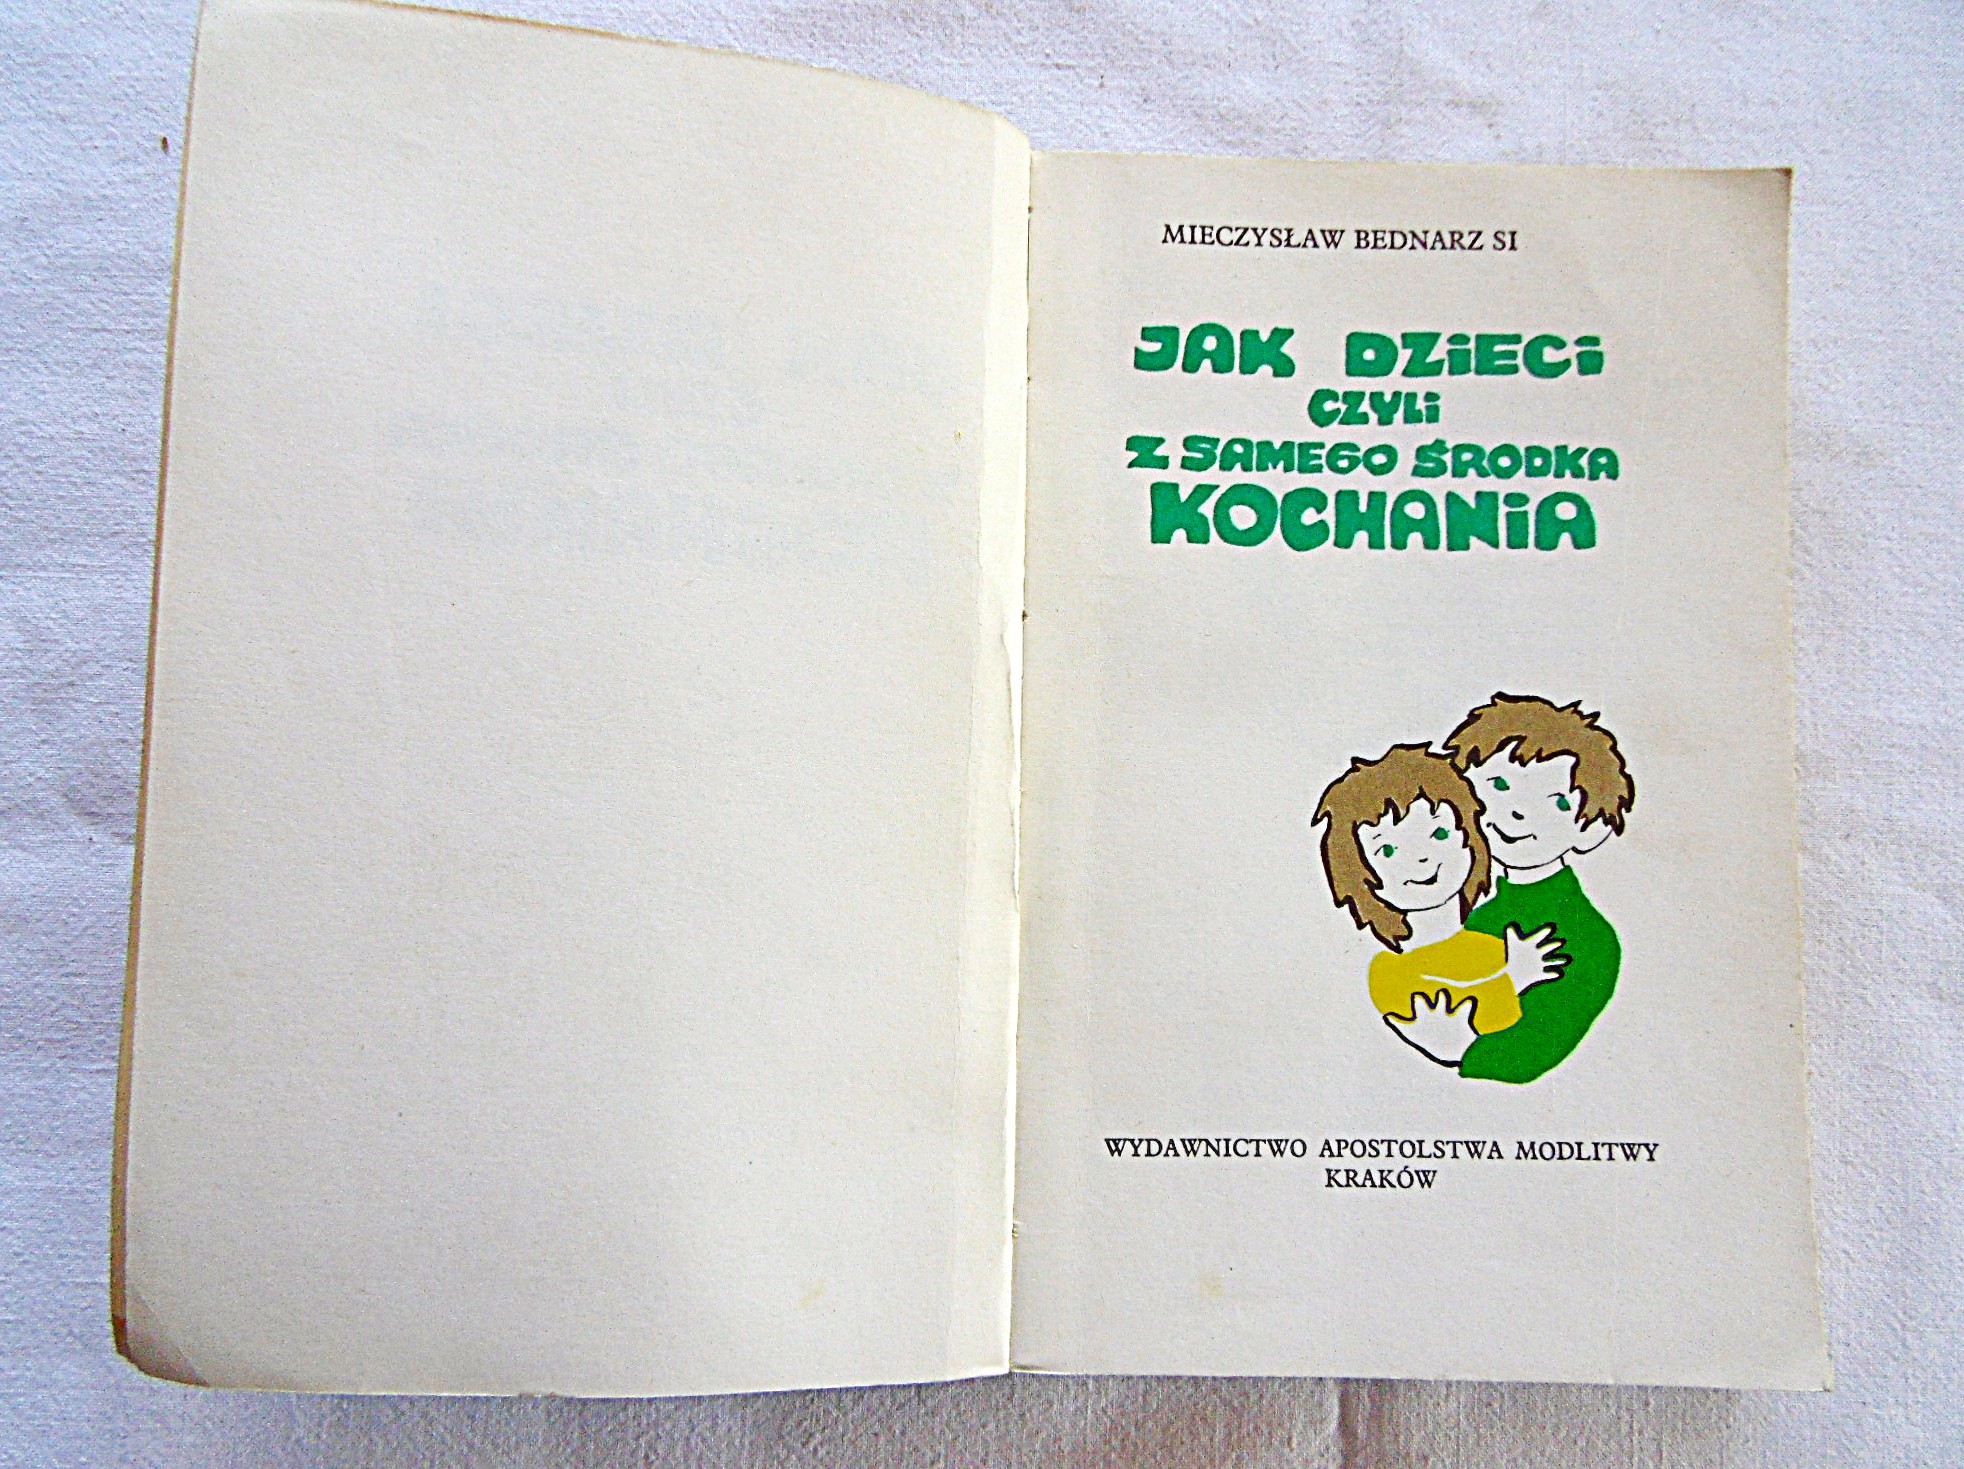 MIECZYSŁAW BEDNARZ SI
JAK DZIECI
CZYLI
Z SAMEGO ŚRODKA
KOCHANIA
WYDAWNICTWO APOSTOLSTWA MODLITWY
KRAKÓW